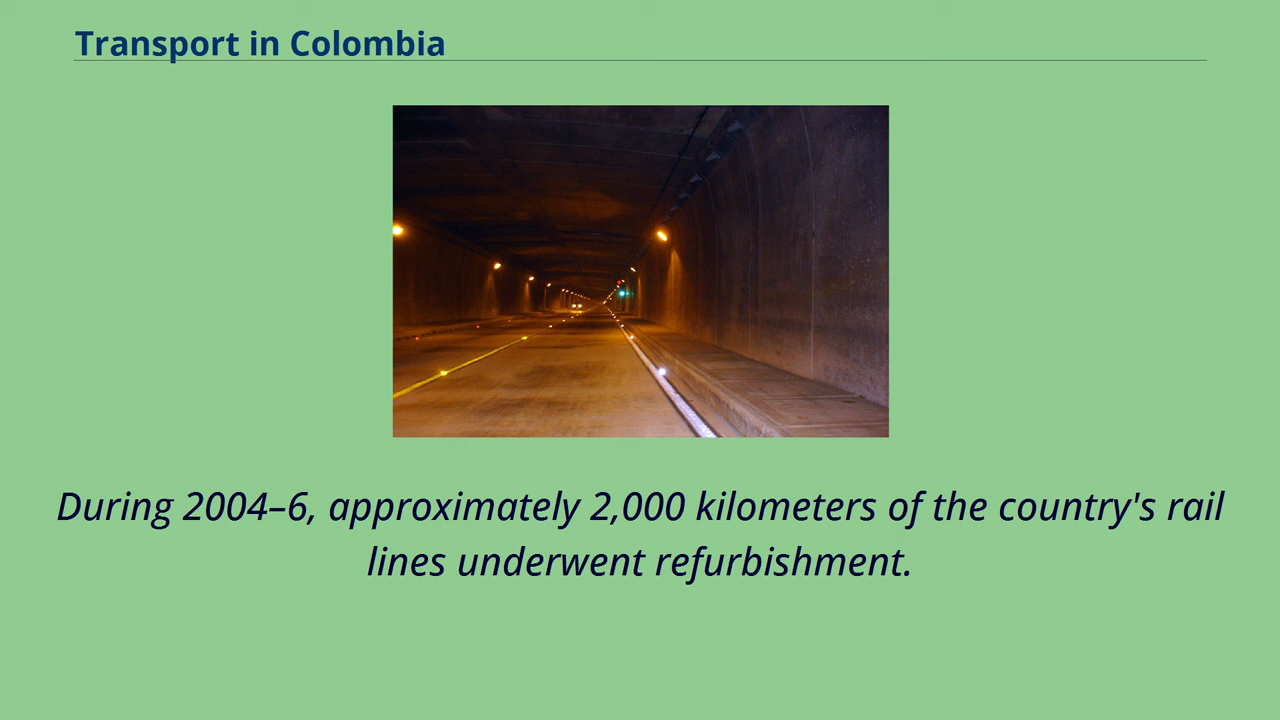 Transport in Colombia
During 2004–6, approximately 2,000 kilometers of the country's rail
lines underwent refurbishment.